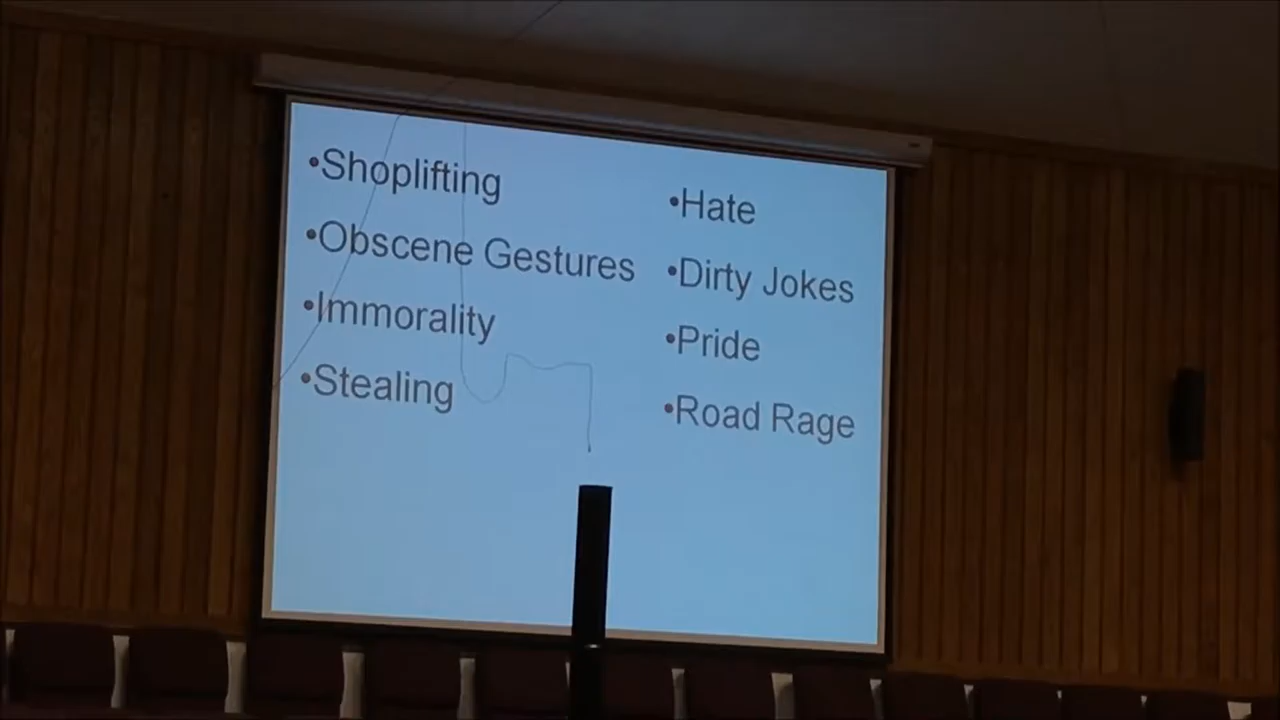 •Shoplifting
•Obscene Gestures
•Immorality
•Stealing
•Hate
•Dirty Jokes
•Pride
•Road Rage